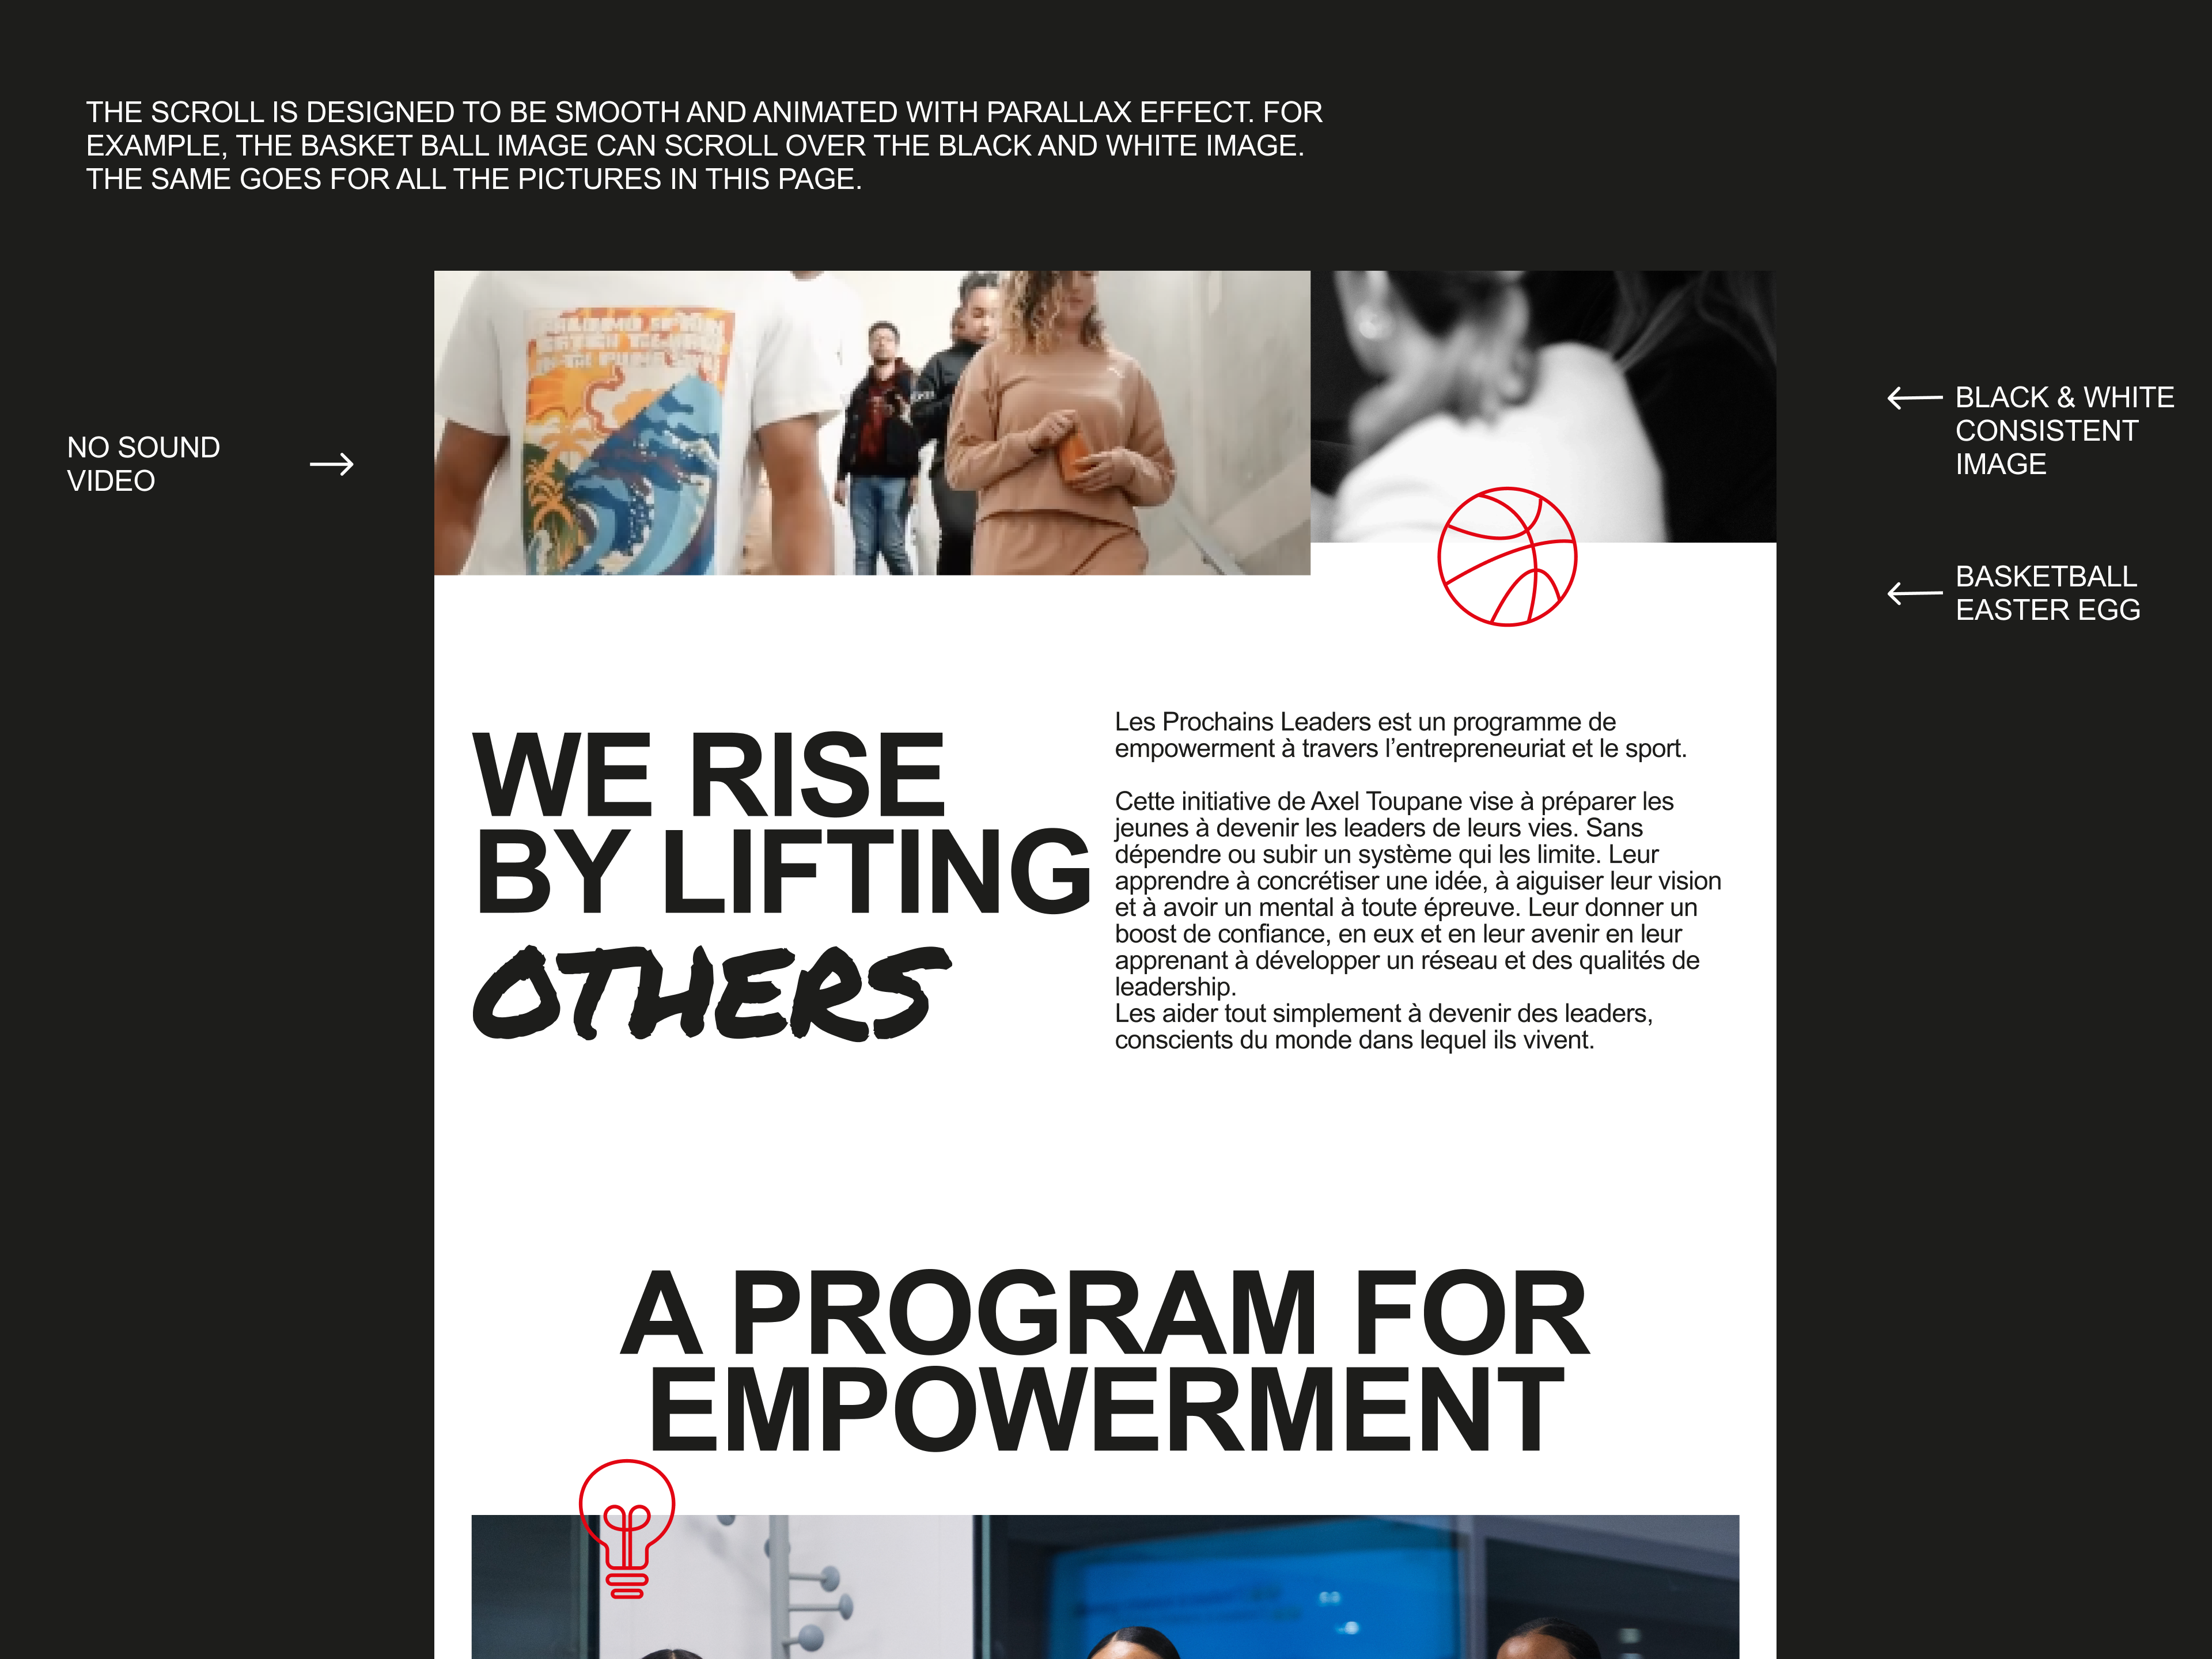 THE SCROLL IS DESIGNED TO BE SMOOTH AND ANIMATED WITH PARALLAX EFFECT. FOR
EXAMPLE, THE BASKET BALL IMAGE CAN SCROLL OVER THE BLACK AND WHITE IMAGE.
THE SAME GOES FOR ALL THE PICTURES IN THIS PAGE.
NO SOUND
VIDEO
BLACK & WHITE
CONSISTENT
IMAGE
BASKETBALL
EASTER EGG
WE RISE
BY LIFTING
OTHERS
Les Prochains Leaders est un programme de
empowerment à travers l’entrepreneuriat et le sport.
Cette initiative de Axel Toupane vise à préparer les
jeunes à devenir les leaders de leurs vies. Sans
dépendre ou subir un système qui les limite. Leur
apprendre à concrétiser une idée, à aiguiser leur vision
et à avoir un mental à toute épreuve. Leur donner un
boost de confiance, en eux et en leur avenir en leur
apprenant à développer un réseau et des qualités de
leadership.
Les aider tout simplement à devenir des leaders,
conscients du monde dans lequel ils vivent.
A PROGRAM FOR
EMPOWERMENT